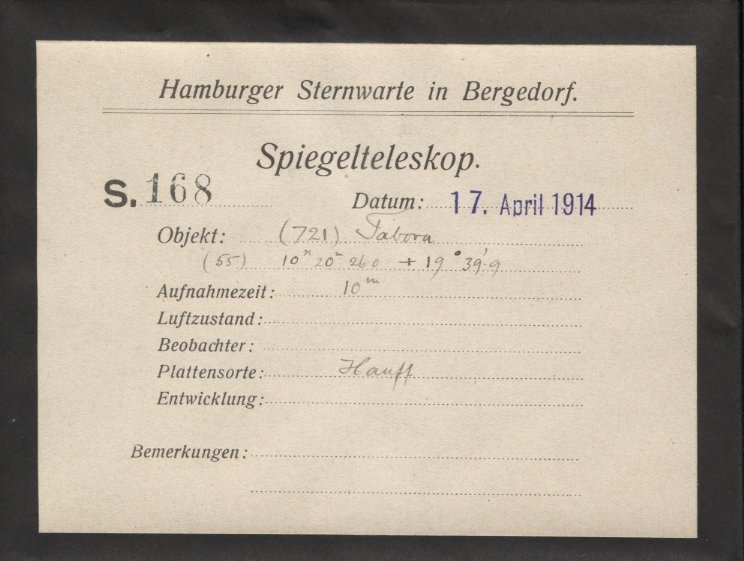 Hamburger Sternwarte in Bergedorf.
Spiegelteleskop.
S. 168 Datum: 17. April 1914
Objekt: (721) Tabora
(55) 10ʰ 20ᵐ 26.0 + 19° 39.'9
Aufnahmezeit: 10ᵐ
Luftzustand:
Beobachter:
Plattensorte: Hauff
Entwicklung:
Bemerkungen: